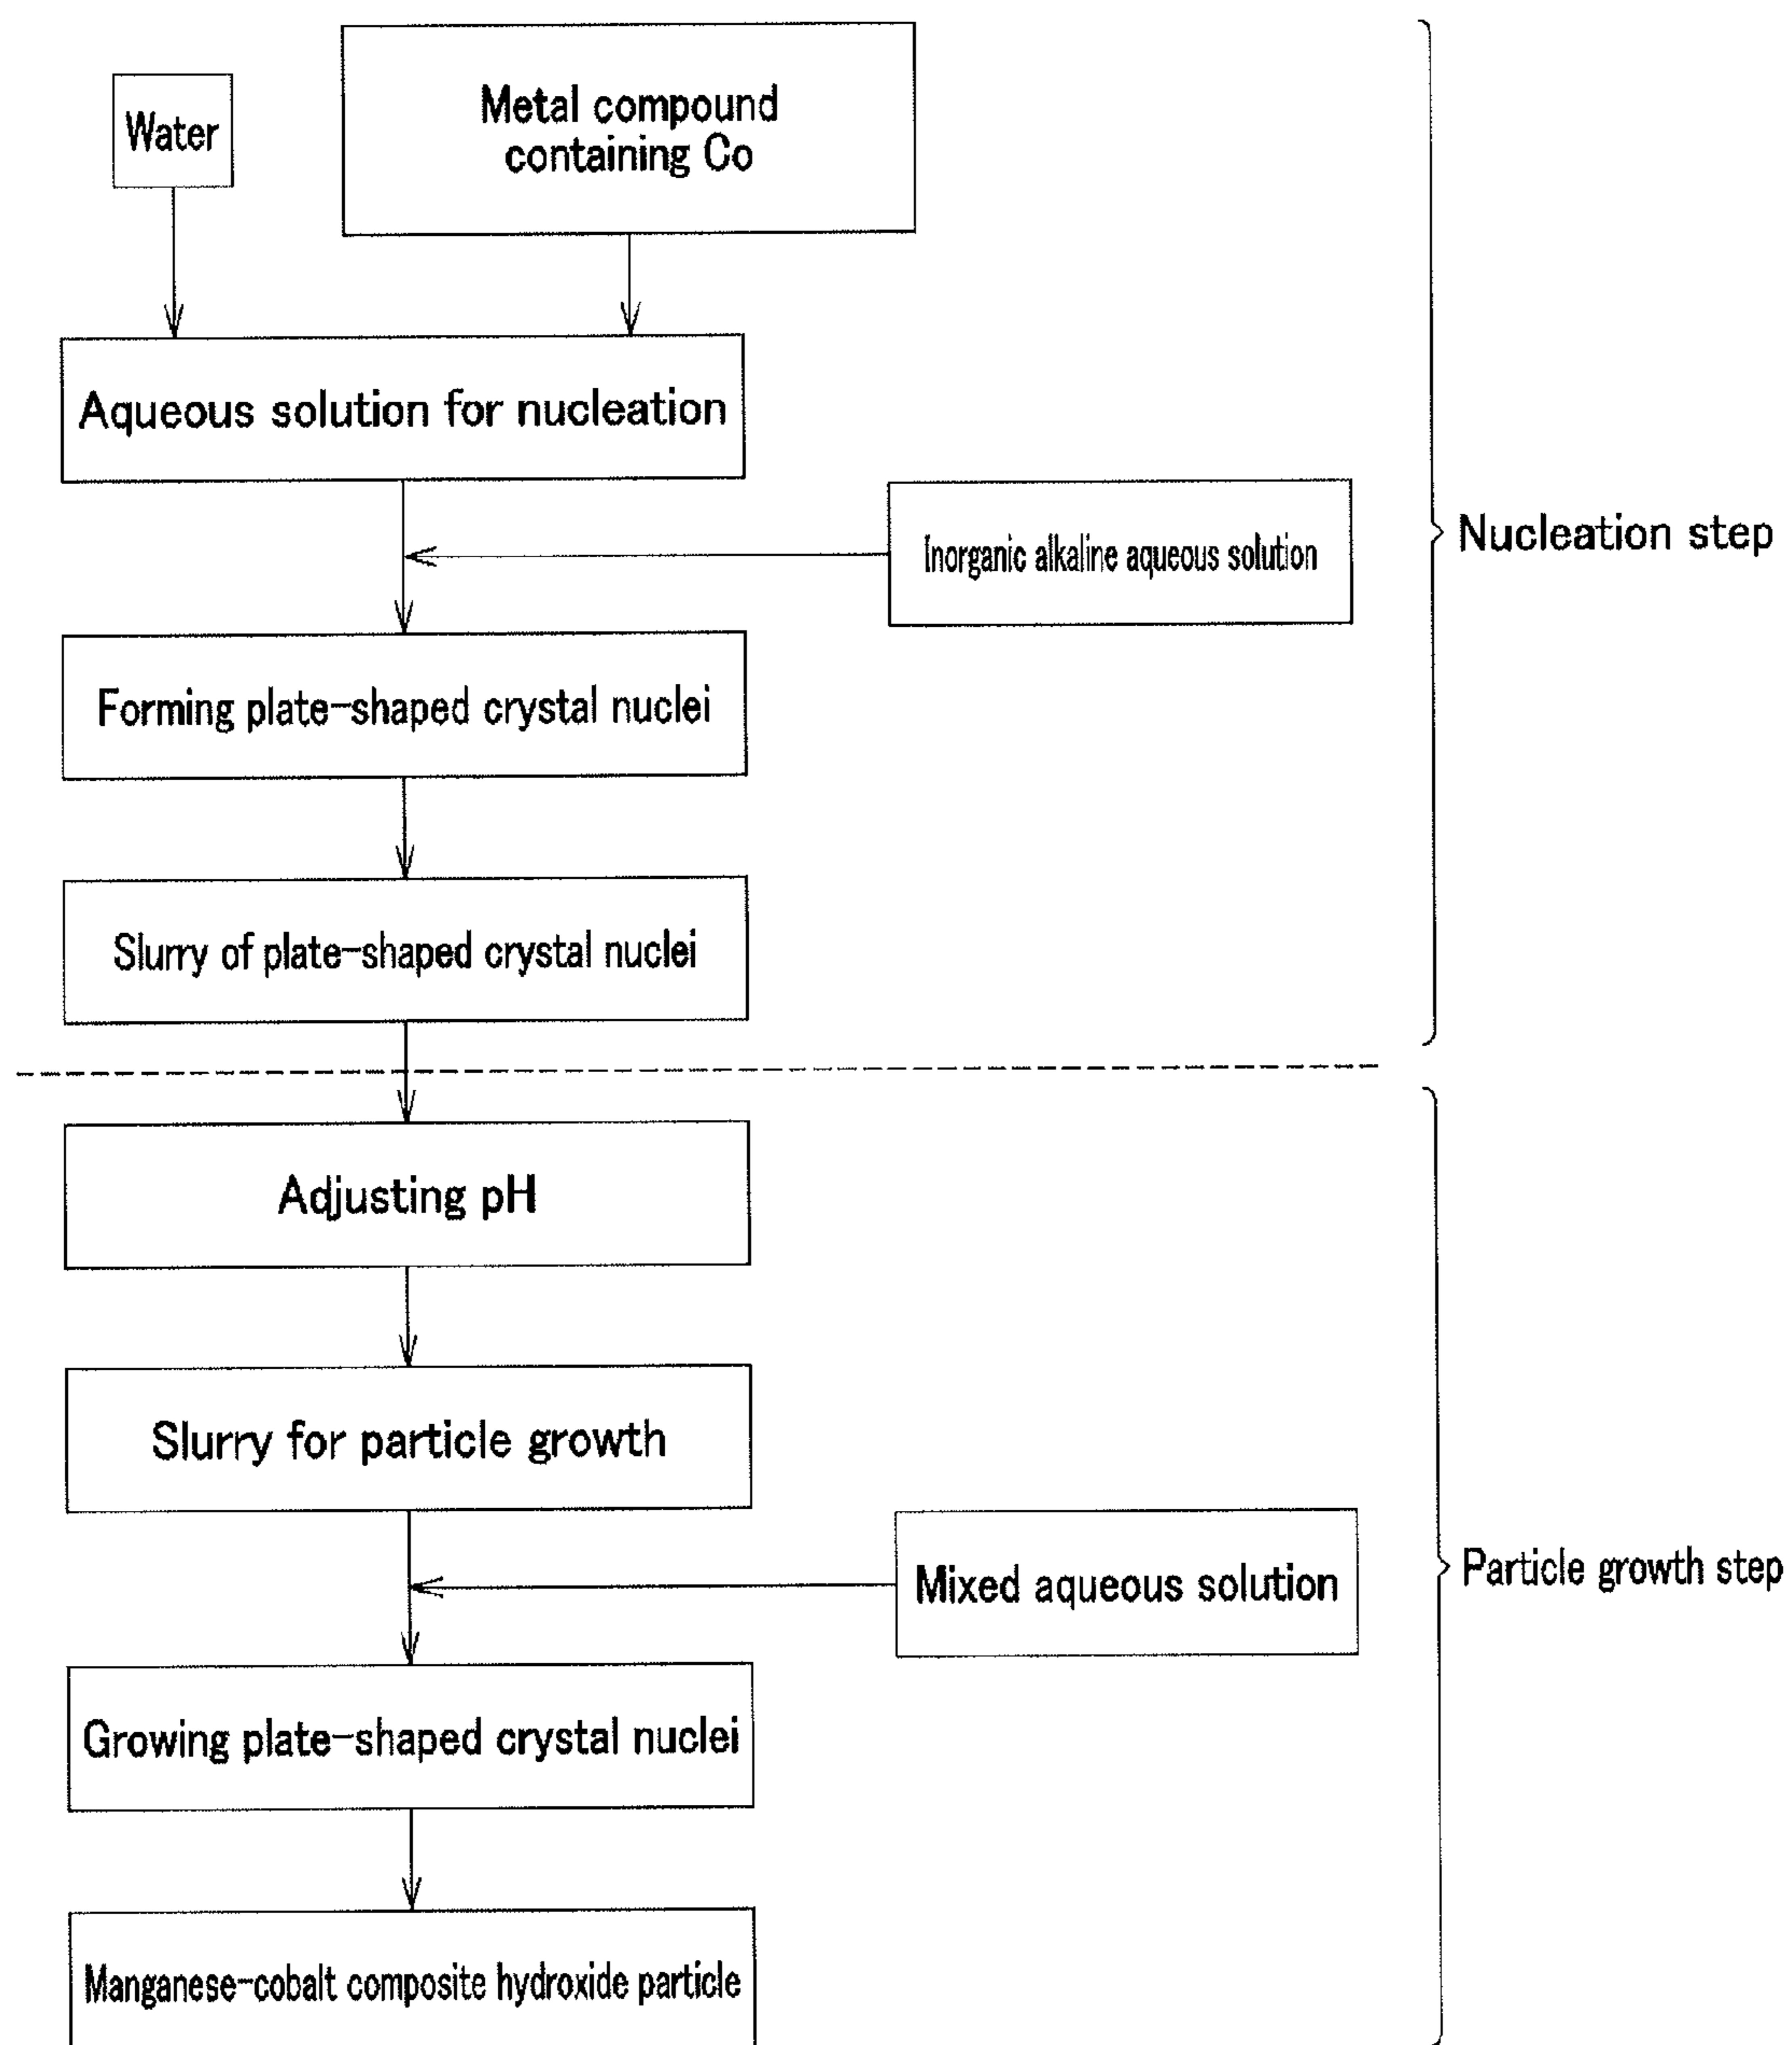 Water
Metal compound
containing Co
Aqueous solution for nucleation
Inorganic alkaline aqueous solution
Nucleation step
Forming plate-shaped crystal nuclei
Slurry of plate-shaped crystal nuclei
Adjusting pH
Slurry for particle growth
Mixed aqueous solution
Particle growth step
Growing plate-shaped crystal nuclei
Manganese-cobalt composite hydroxide particle